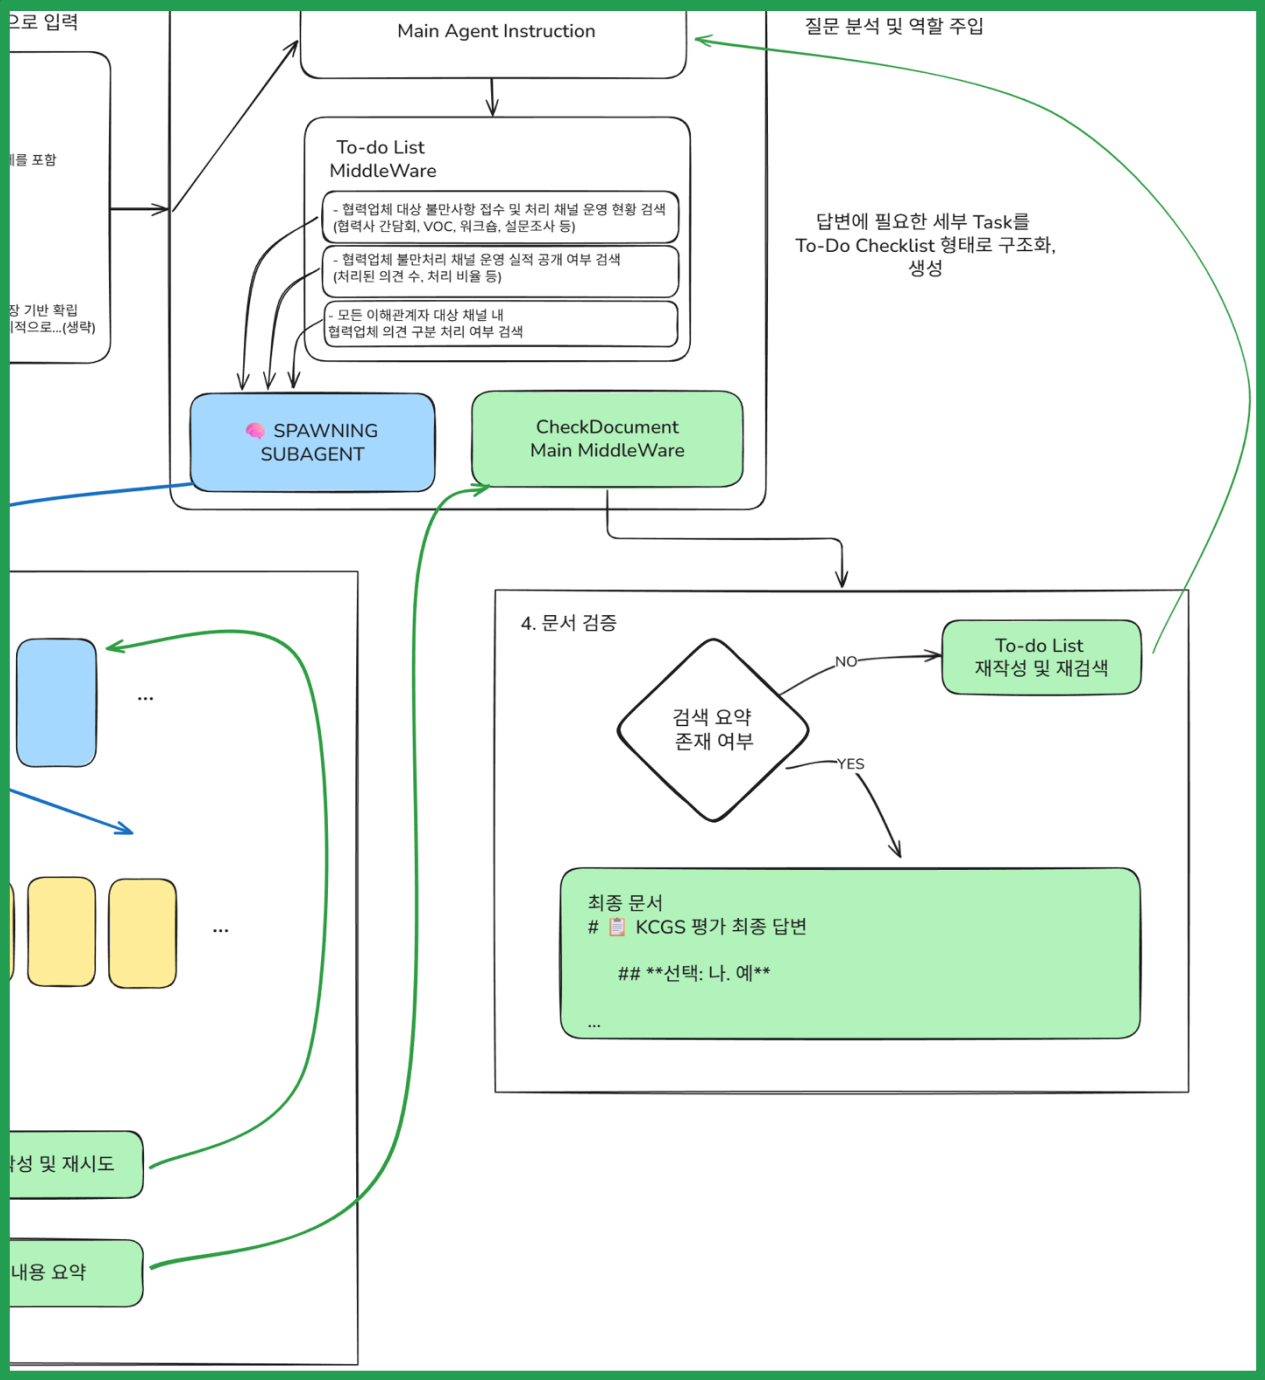 으로 입력
Main Agent Instruction
질문 분석 및 역할 주입
To-do List
MiddleWare
를 포함
- 협력업체 대상 불만사항 접수 및 처리 채널 운영 현황 검색
(협력사 간담회, VOC, 워크숍, 설문조사 등)
- 협력업체 불만처리 채널 운영 실적 공개 여부 검색
(처리된 의견 수, 처리 비율 등)
- 모든 이해관계자 대상 채널 내
협력업체 의견 구분 처리 여부 검색
답변에 필요한 세부 Task를
To-Do Checklist 형태로 구조화,
생성
장 기반 확립
적으로...(생략)
🧠 SPAWNING
SUBAGENT
CheckDocument
Main MiddleWare
4. 문서 검증
To-do List
재작성 및 재검색
NO
검색 요약
존재 여부
YES
...
...
최종 문서
# 📋 KCGS 평가 최종 답변
## **선택: 나. 예**
...
작성 및 재시도
내용 요약